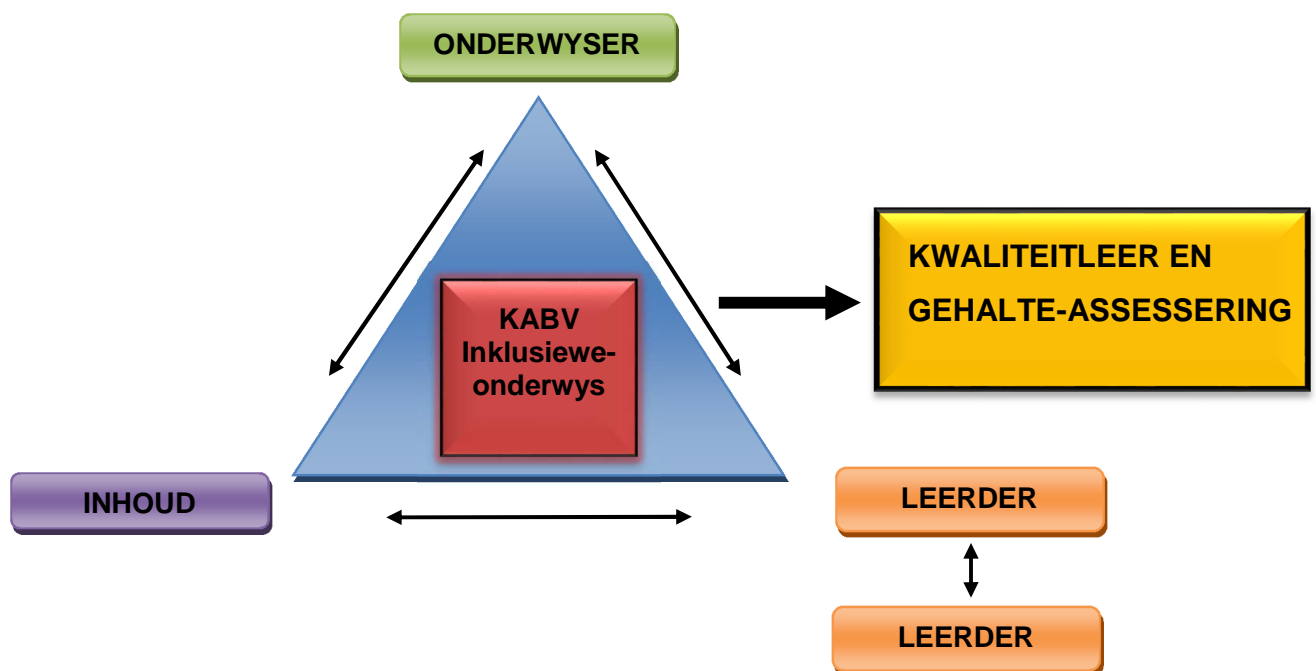 ONDERWYSER
KABV
Inklusiewe-
onderwys
KWALITEITLEER EN
GEHALTE-ASSESSERING
INHOUD
LEERDER
LEERDER